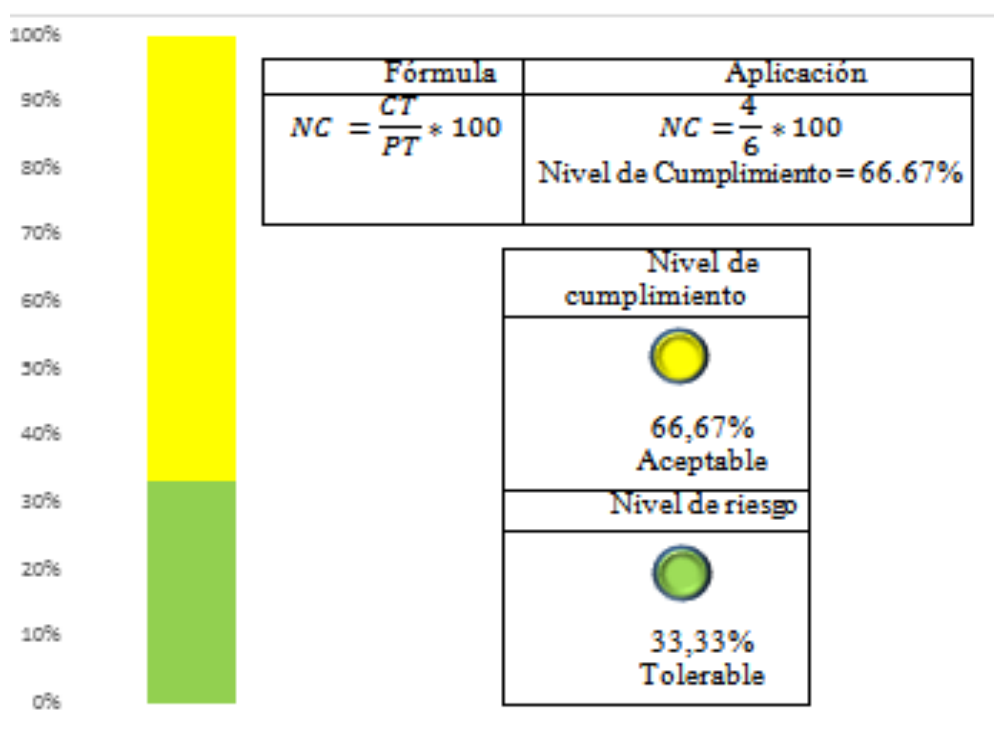 100%
90%
80%
70%
60%
50%
40%
30%
20%
10%
0%
Fórmula
Aplicación
NC = CT/PT * 100
NC = 4/6 * 100
Nivel de Cumplimiento = 66.67%
Nivel de
cumplimiento
66,67%
Aceptable
Nivel de riesgo
33,33%
Tolerable